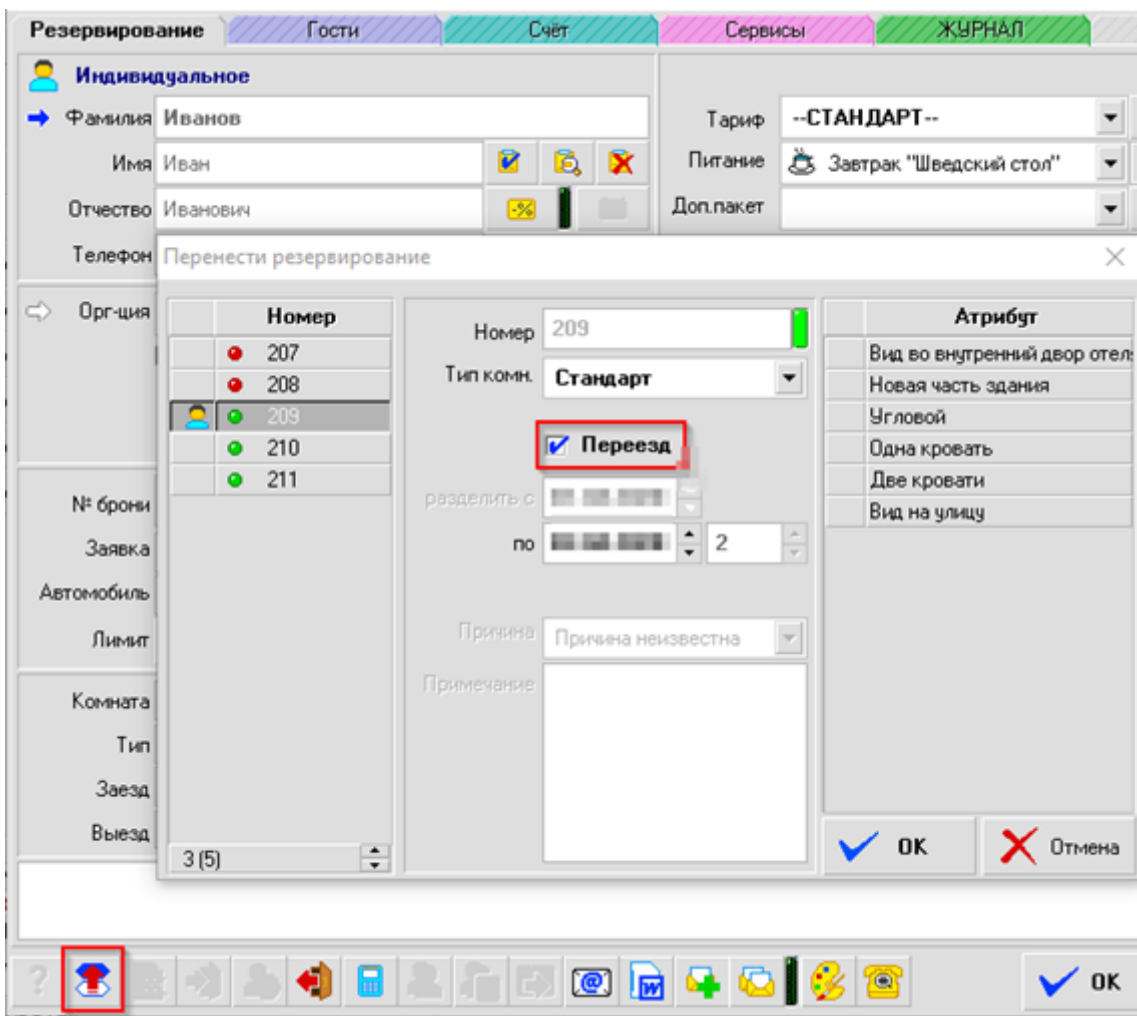 Резервирование Гости Счёт Сервисы ЖУРНАЛ
Индивидуальное
Фамилия Иванов Тариф --СТАНДАРТ--
Имя Иван Питание Завтрак "Шведский стол"
Отчество Иванович -% Доп.пакет
Телефон Перенести резервирование
Орг-ция
Номер Номер 209 Атрибут
207 Вид во внутренний двор отел
Тип комн. Стандарт
208 Новая часть здания
209 Угловой
210 Переезд Одна кровать
211 Две кровати
разделить с
Вид на улицу
№ брони
по 2
Заявка
Автомобиль
Лимит
Причина Причина неизвестна
Примечание
Комната
Тип
Заезд
Выезд
3 (5) OK Отмена
? @ W OK